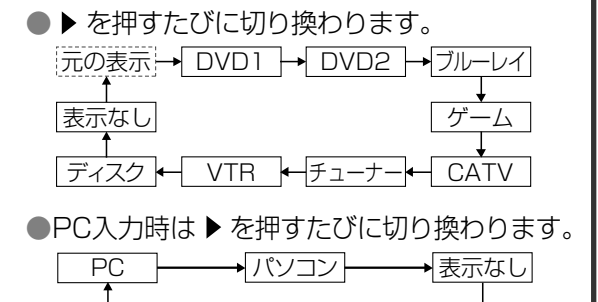 ●▶を押すたびに切り換わります。
元の表示 DVD1 DVD2 ブルーレイ
表示なし ゲーム
ディスク VTR チューナー CATV
●PC入力時は▶を押すたびに切り換わります。
PC パソコン 表示なし